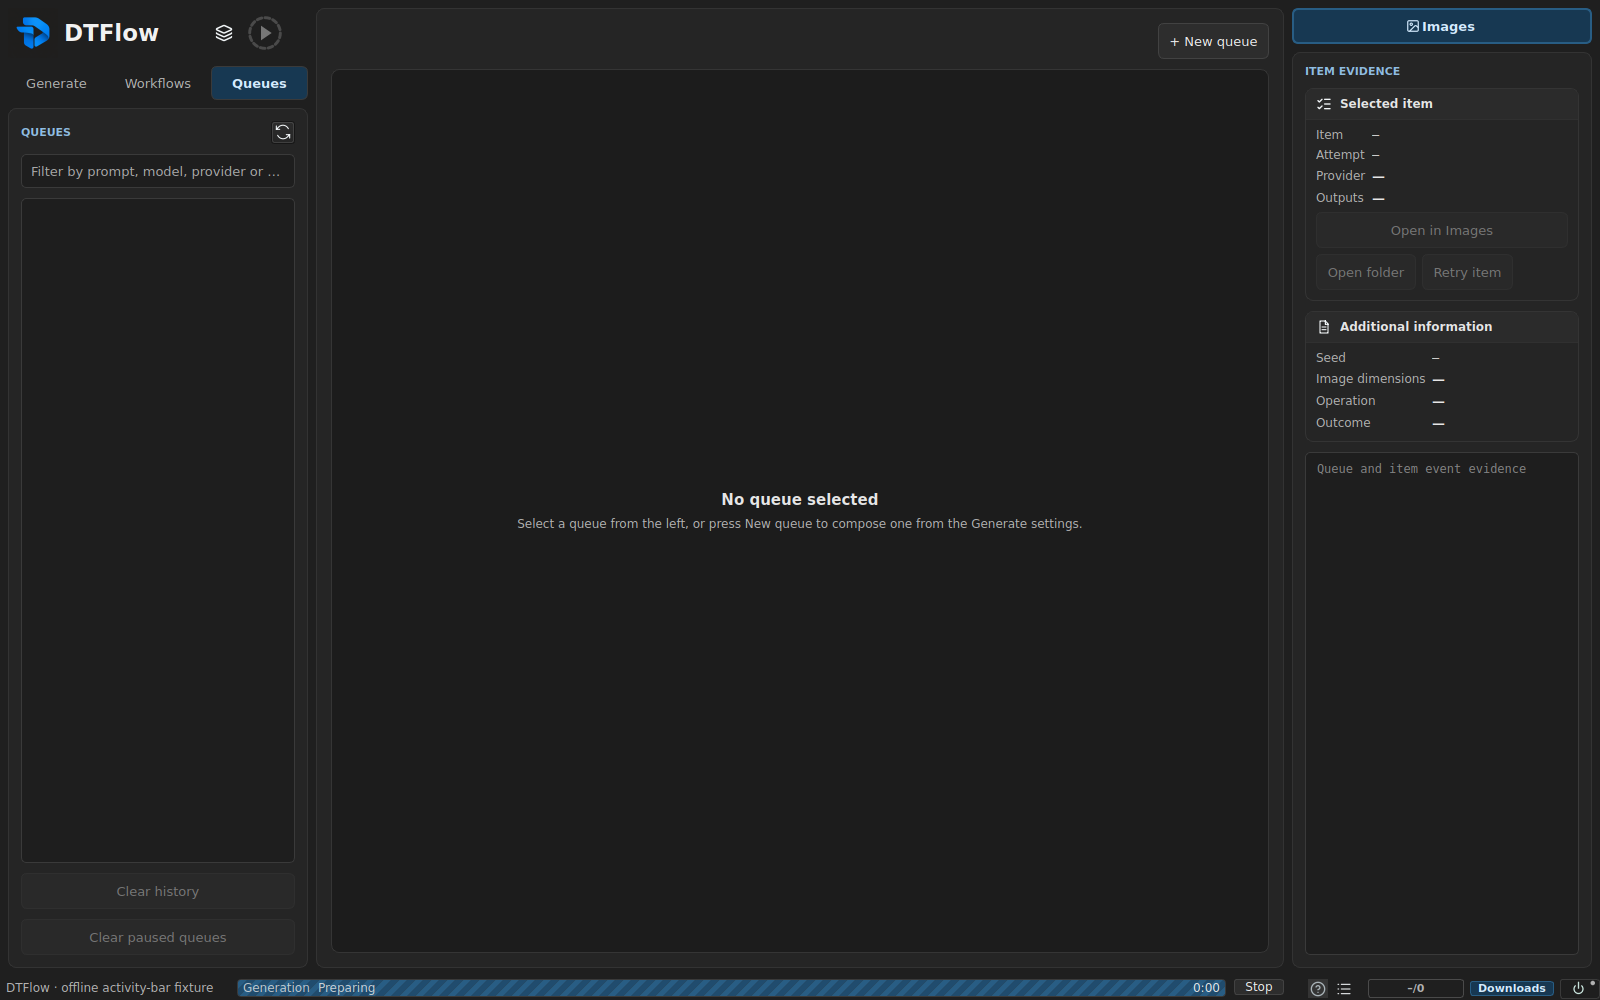 DTFlow
Generate Workflows Queues
QUEUES
Filter by prompt, model, provider or ...
Clear history
Clear paused queues
+ New queue
No queue selected
Select a queue from the left, or press New queue to compose one from the Generate settings.
Images
ITEM EVIDENCE
Selected item
Item –
Attempt –
Provider —
Outputs —
Open in Images
Open folder Retry item
Additional information
Seed –
Image dimensions —
Operation —
Outcome —
Queue and item event evidence
DTFlow · offline activity-bar fixture Generation Preparing 0:00 Stop –/0 Downloads